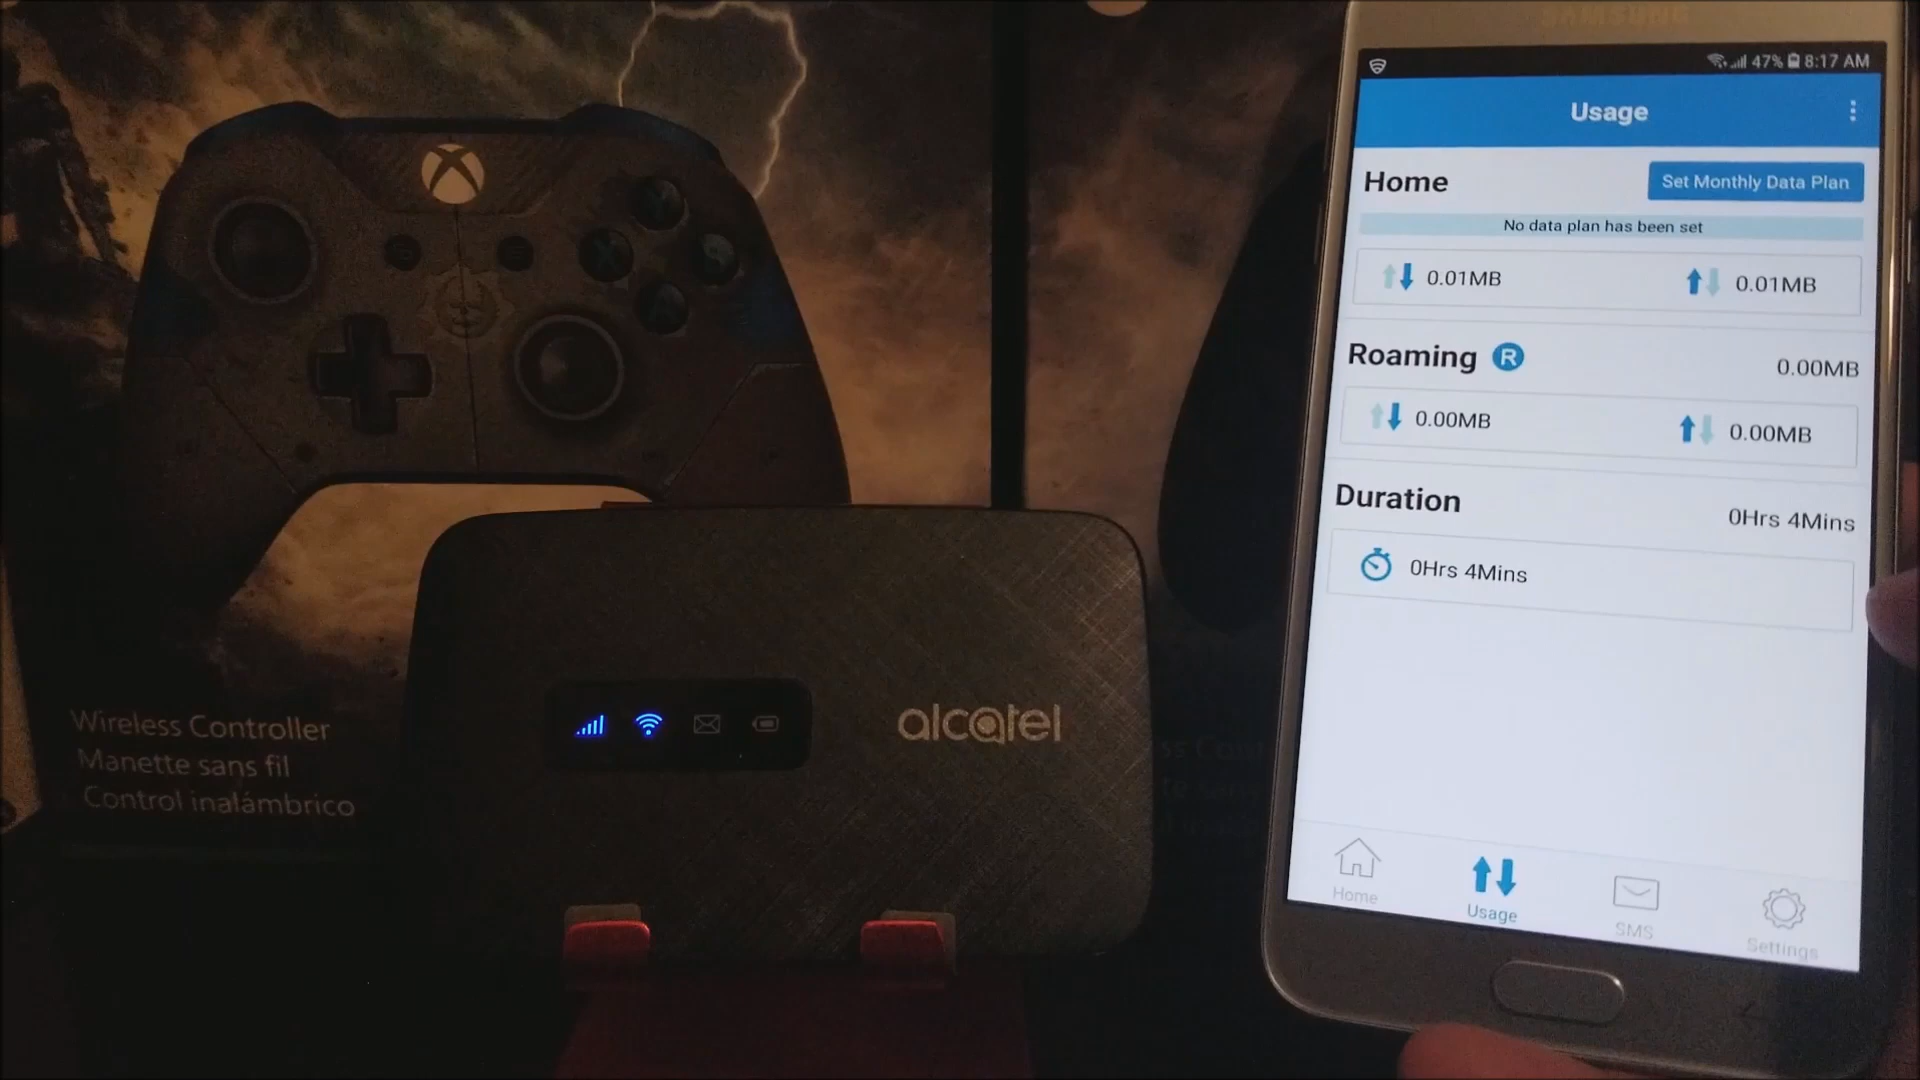 SAMSUNG
47% 8:17 AM
Usage
Home
Set Monthly Data Plan
No data plan has been set
0.01MB
0.01MB
Roaming R
0.00MB
0.00MB
0.00MB
Duration
0Hrs 4Mins
0Hrs 4Mins
Home
Usage
SMS
Settings
alcatel
Wireless Controller
Manette sans fil
Control inalámbrico